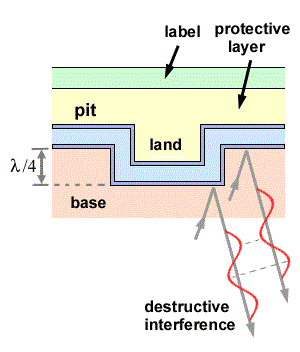 label
protective
layer
pit
land
λ/4
base
destructive
interference